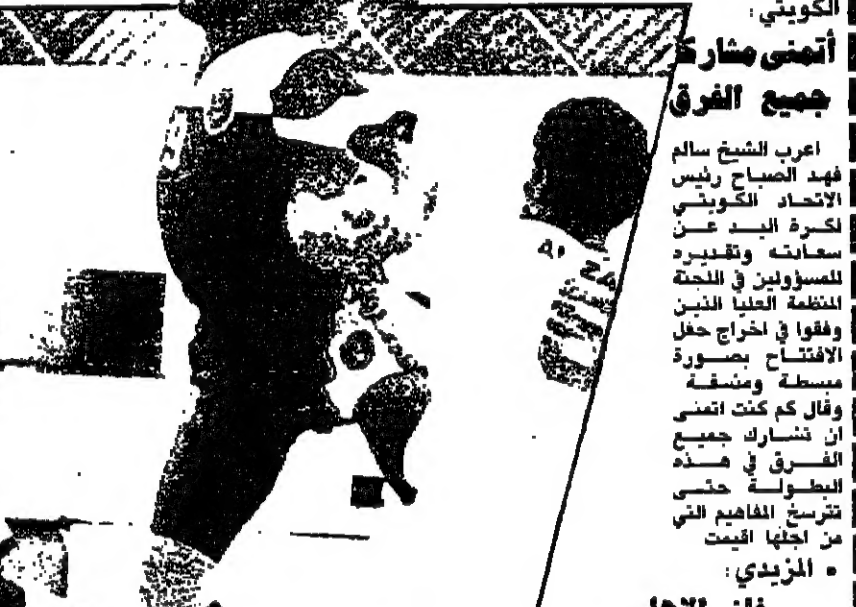 الكويتي:
أتمنى مشارك
جميع الفرق
اعرب الشيخ سالم
فهد الصباح رئيس
الاتحاد الكويتي
لكرة اليد عن
سعادته وتقديره
للمسؤولين في اللجنة
المنظمة العليا الذين
وفقوا في اخراج حفل
الافتتاح بصورة
مبسطة ومنسقة
وقال كم كنت اتمنى
ان تشارك جميع
الفرق في هذه
البطولة حتى
تترسخ المفاهيم التي
من اجلها اقيمت
▪ المزيدي: